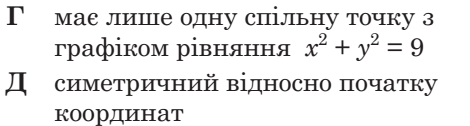 Г має лише одну спільну точку з
графіком рівняння x² + y² = 9
Д симетричний відносно початку
координат